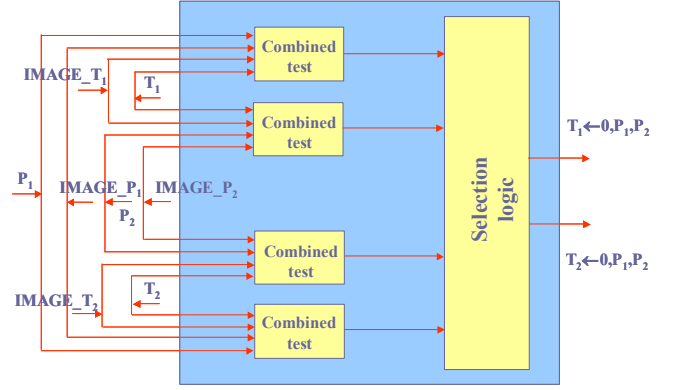 Combined
test
IMAGE_T₁
T₁
Combined
test
T₁←0,P₁,P₂
P₁
IMAGE_P₁
IMAGE_P₂
P₂
Selection
logic
Combined
test
T₂←0,P₁,P₂
IMAGE_T₂
T₂
Combined
test